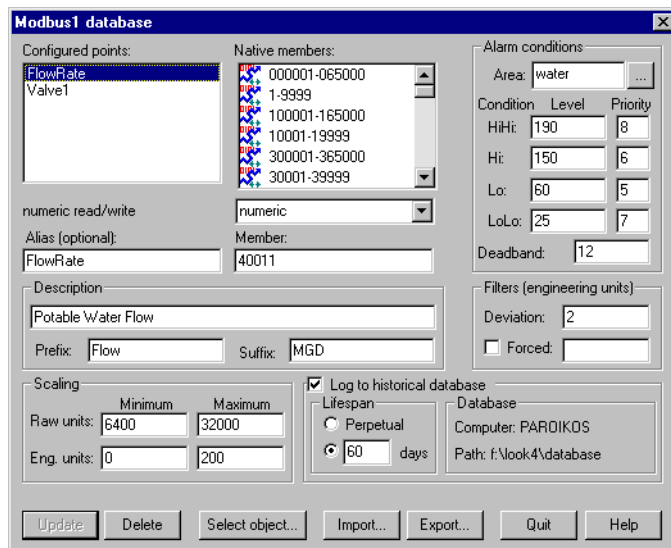 Modbus1 database
Configured points:
FlowRate
Valve1
Native members:
000001-065000
1-9999
100001-165000
10001-19999
300001-365000
30001-39999
Alarm conditions
Area: water ...
Condition Level Priority
HiHi: 190 8
Hi: 150 6
Lo: 60 5
LoLo: 25 7
Deadband: 12
numeric read/write
numeric
Alias (optional):
FlowRate
Member:
40011
Description
Potable Water Flow
Prefix: Flow Suffix: MGD
Filters (engineering units)
Deviation: 2
Forced:
Scaling
Minimum Maximum
Raw units: 6400 32000
Eng. units: 0 200
Log to historical database
Lifespan
Perpetual
60 days
Database
Computer: PAROIKOS
Path: f:\look4\database
Update Delete Select object... Import... Export... Quit Help